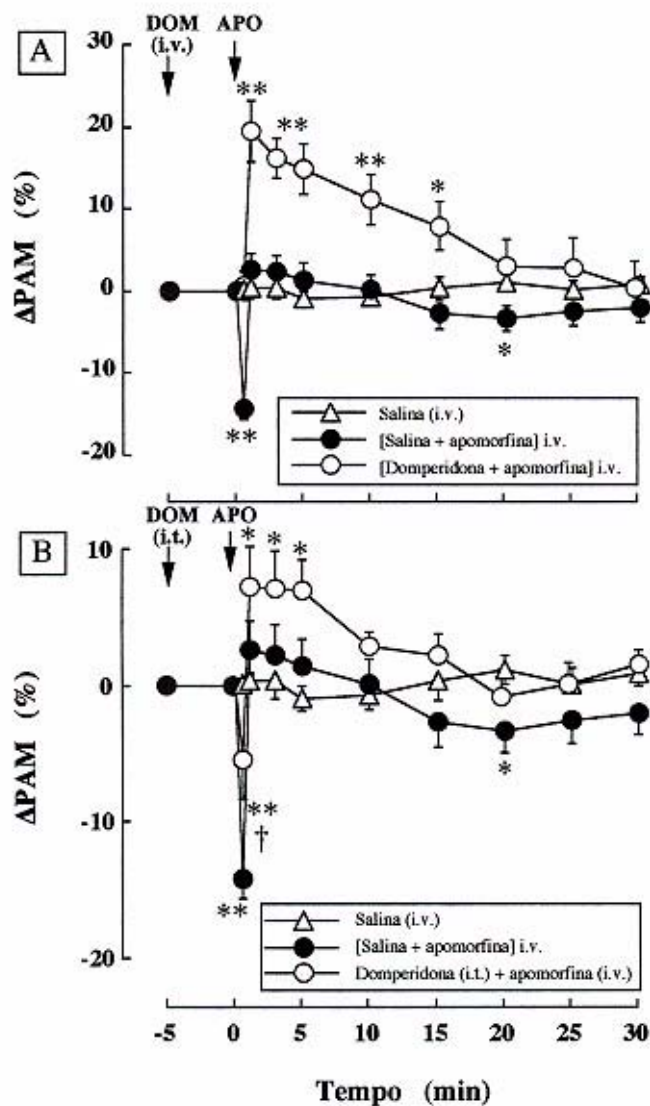 DOM
(i.v.)
APO
A
30
20
10
0
-10
-20
ΔPAM (%)
**
**
**
*
*
**
Salina (i.v.)
[Salina + apomorfina] i.v.
[Domperidona + apomorfina] i.v.
DOM
(i.t.)
APO
B
10
0
-10
-20
ΔPAM (%)
*
*
*
*
**
†
**
Salina (i.v.)
[Salina + apomorfina] i.v.
Domperidona (i.t.) + apomorfina (i.v.)
-5 0 5 10 15 20 25 30
Tempo (min)